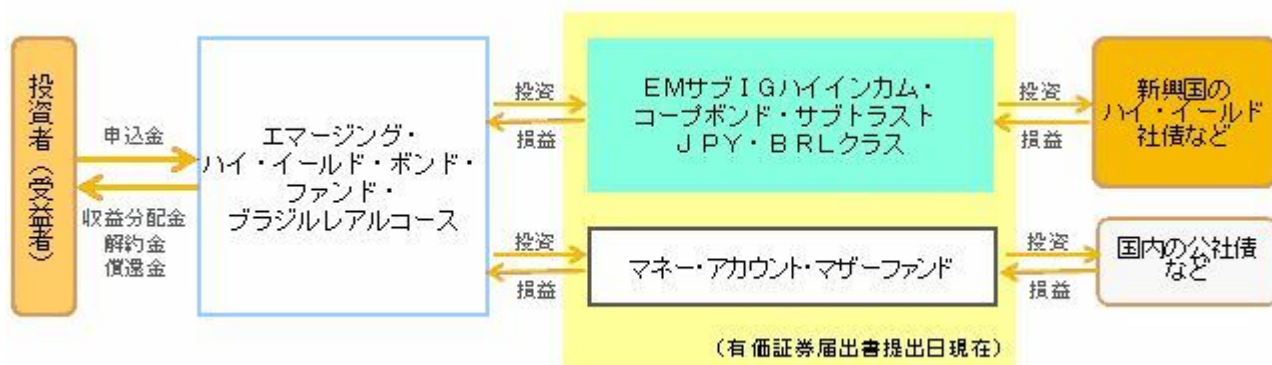 投資者（受益者）
申込金
収益分配金
解約金
償還金
エマージング・
ハイ・イールド・ボンド・
ファンド・
ブラジルレアルコース
投資
損益
EMサブIGハイインカム・
コープボンド・サブトラスト
JPY・BRLクラス
投資
損益
新興国の
ハイ・イールド
社債など
投資
損益
マネー・アカウント・マザーファンド
投資
損益
国内の公社債
など
（有価証券届出書提出日現在）